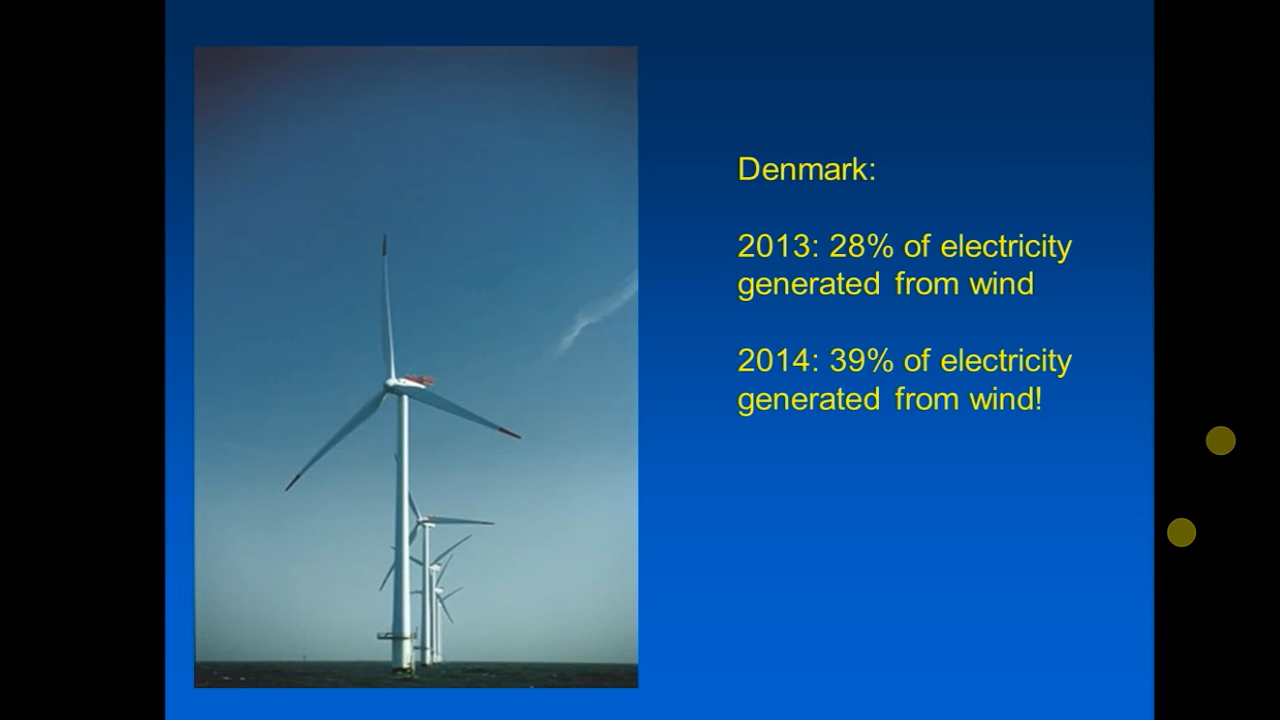 Denmark:
2013: 28% of electricity
generated from wind
2014: 39% of electricity
generated from wind!